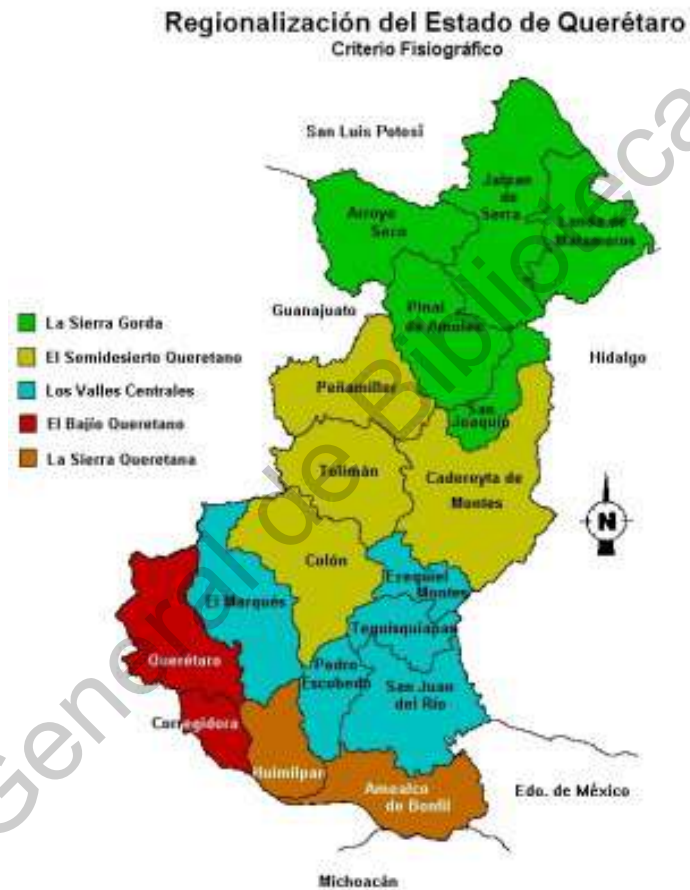 Regionalización del Estado de Querétaro
Criterio Fisiográfico
San Luis Potosí
Jalpan
de
Serra
Landa de
Matamoros
Arroyo
Seco
Guanajuato
Pinal
de Amoles
Hidalgo
La Sierra Gorda
El Semidesierto Queretano
Los Valles Centrales
El Bajío Queretano
La Sierra Queretana
Peñamiller
San
Joaquín
Tolimán
Cadereyta de
Montes
N
Colón
Ezequiel
Montes
El Marqués
Tequisquiapan
Querétaro
Pedro
Escobedo
San Juan
del Río
Corregidora
Huimilpan
Amealco
de Bonfil
Edo. de México
Michoacán
General de Biblioteca